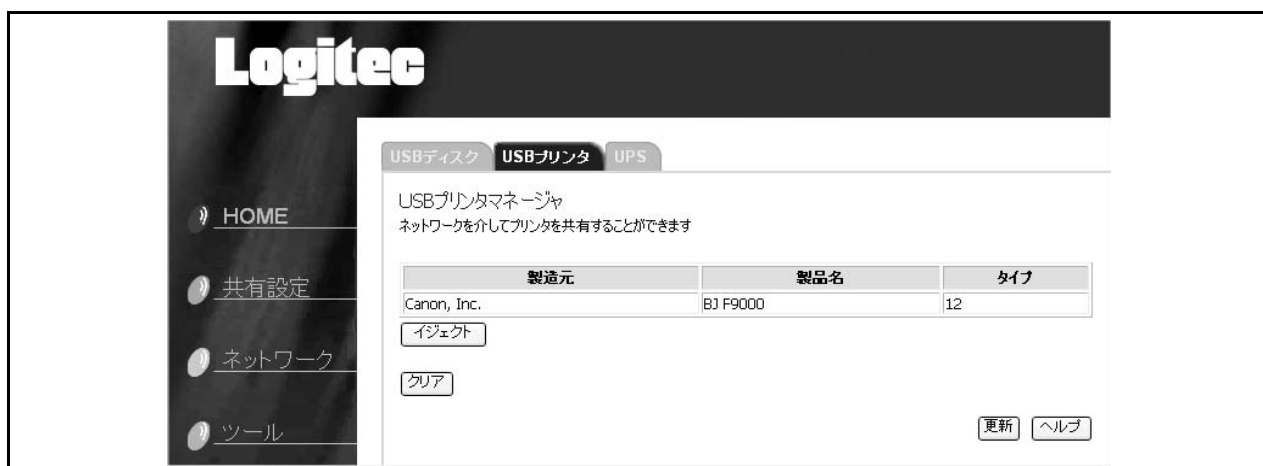 Logitec
USBディスク USBプリンタ UPS
USBプリンタマネージャ
ネットワークを介してプリンタを共有することができます
HOME
共有設定
ネットワーク
ツール
製造元 製品名 タイプ
Canon, Inc. BJ F9000 12
イジェクト
クリア
更新 ヘルプ